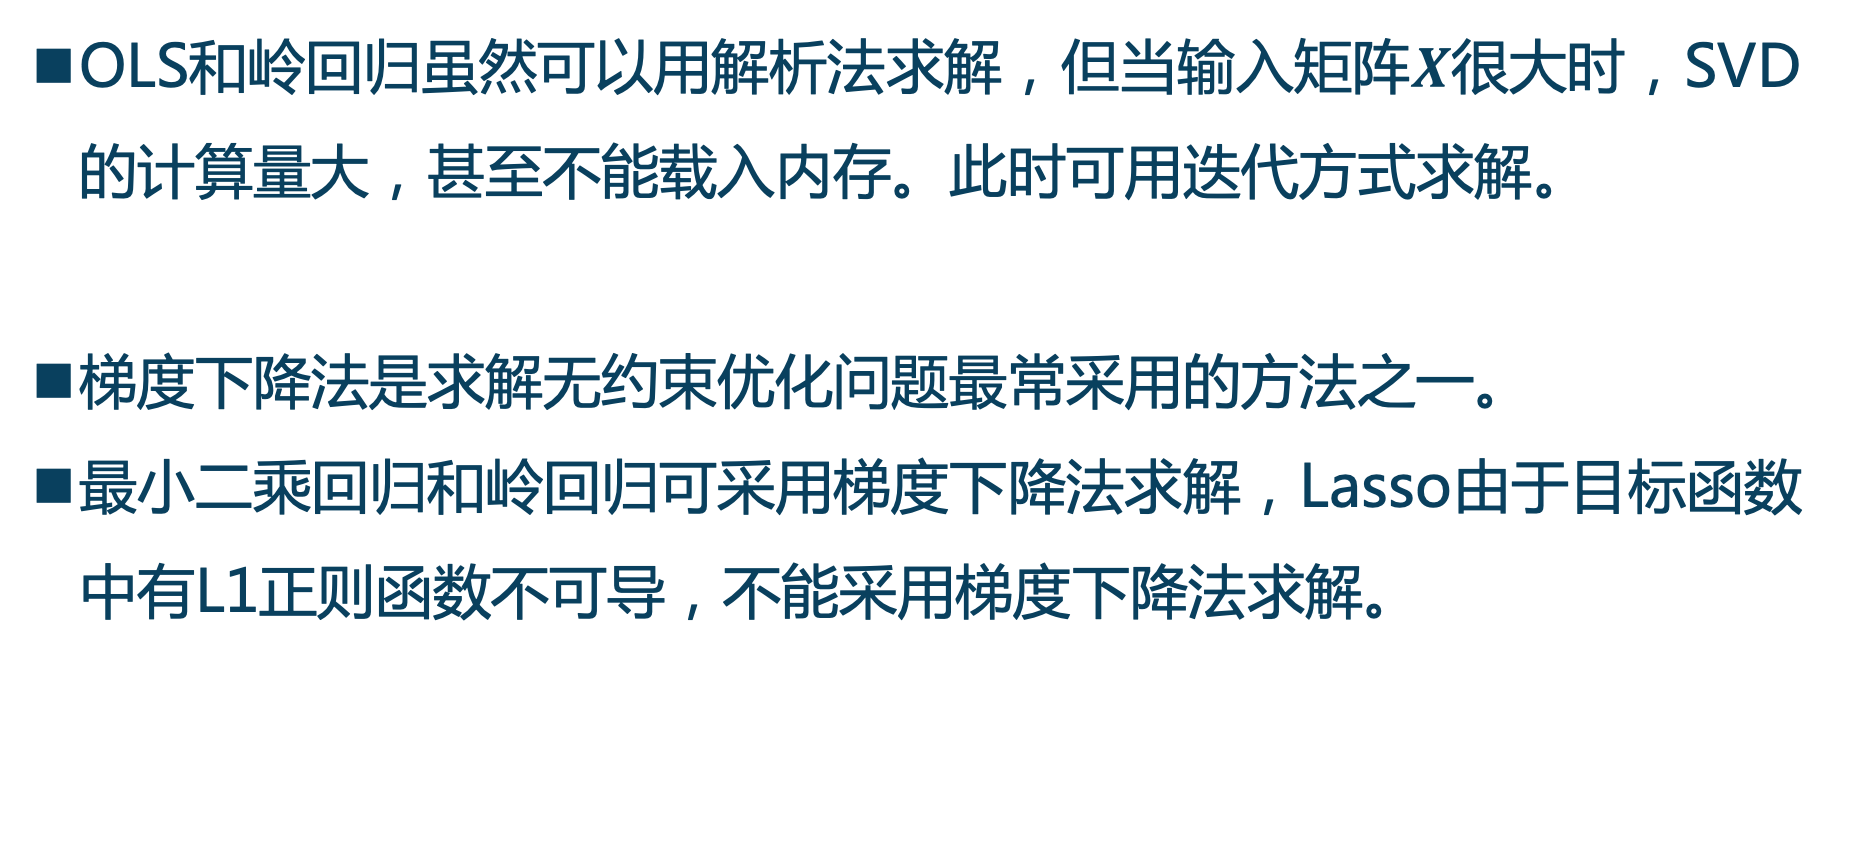 ■OLS和岭回归虽然可以用解析法求解，但当输入矩阵X很大时，SVD
的计算量大，甚至不能载入内存。此时可用迭代方式求解。
■梯度下降法是求解无约束优化问题最常采用的方法之一。
■最小二乘回归和岭回归可采用梯度下降法求解，Lasso由于目标函数
中有L1正则函数不可导，不能采用梯度下降法求解。